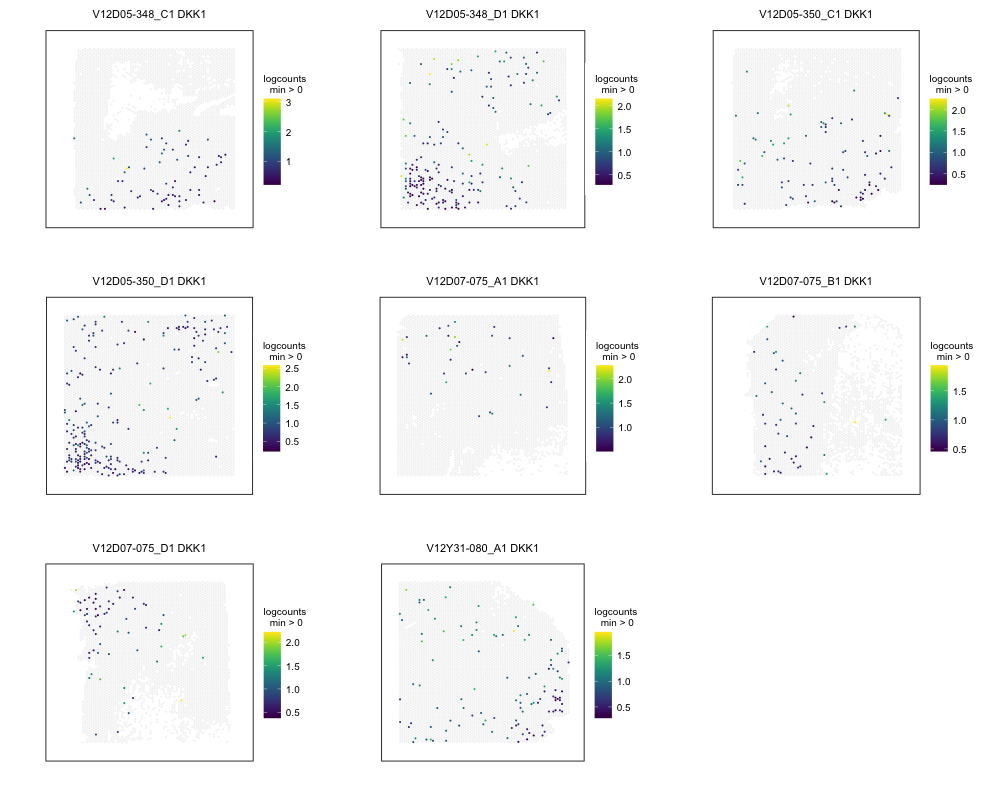 V12D05-348_C1 DKK1
logcounts
min > 0
3
2
1
V12D05-348_D1 DKK1
logcounts
min > 0
2.0
1.5
1.0
0.5
V12D05-350_C1 DKK1
logcounts
min > 0
2.0
1.5
1.0
0.5
V12D05-350_D1 DKK1
logcounts
min > 0
2.5
2.0
1.5
1.0
0.5
V12D07-075_A1 DKK1
logcounts
min > 0
2.0
1.5
1.0
V12D07-075_B1 DKK1
logcounts
min > 0
1.5
1.0
0.5
V12D07-075_D1 DKK1
logcounts
min > 0
2.0
1.5
1.0
0.5
V12Y31-080_A1 DKK1
logcounts
min > 0
1.5
1.0
0.5